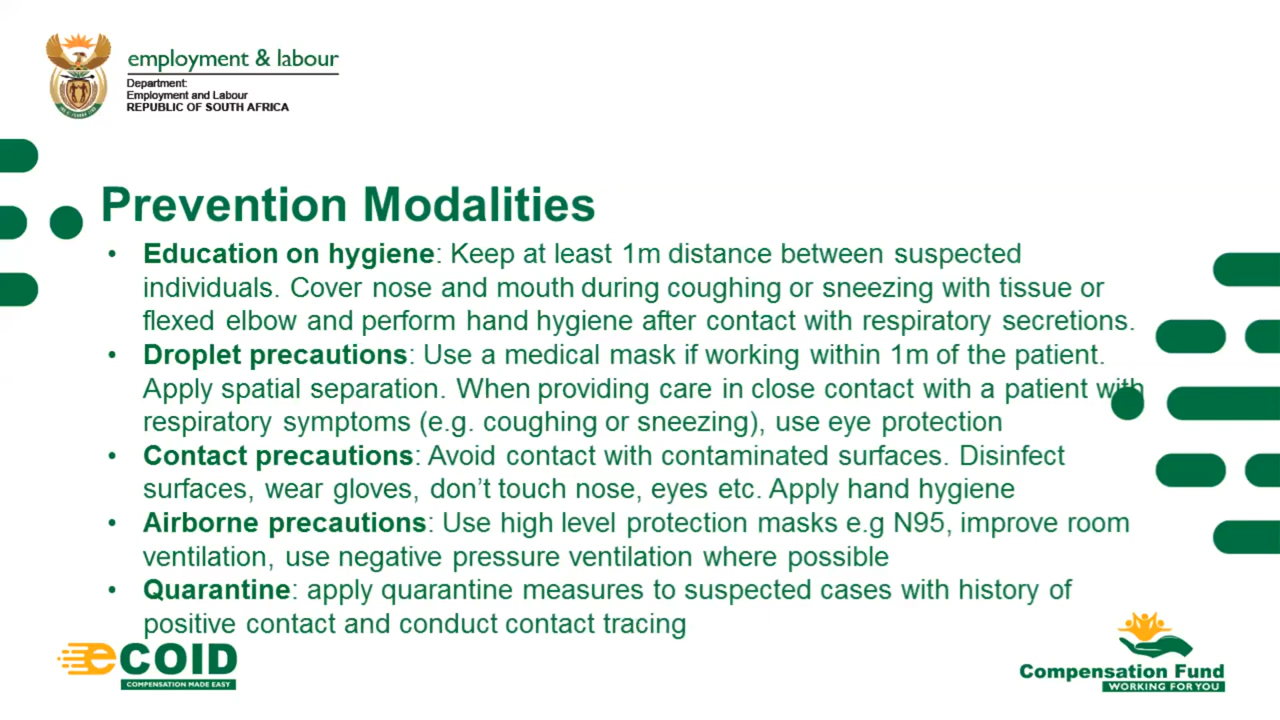 employment & labour
Department:
Employment and Labour
REPUBLIC OF SOUTH AFRICA
Prevention Modalities
• Education on hygiene: Keep at least 1m distance between suspected
individuals. Cover nose and mouth during coughing or sneezing with tissue or
flexed elbow and perform hand hygiene after contact with respiratory secretions.
• Droplet precautions: Use a medical mask if working within 1m of the patient.
Apply spatial separation. When providing care in close contact with a patient with
respiratory symptoms (e.g. coughing or sneezing), use eye protection
• Contact precautions: Avoid contact with contaminated surfaces. Disinfect
surfaces, wear gloves, don’t touch nose, eyes etc. Apply hand hygiene
• Airborne precautions: Use high level protection masks e.g N95, improve room
ventilation, use negative pressure ventilation where possible
• Quarantine: apply quarantine measures to suspected cases with history of
positive contact and conduct contact tracing
eCOID
COMPENSATION MADE EASY
Compensation Fund
WORKING FOR YOU